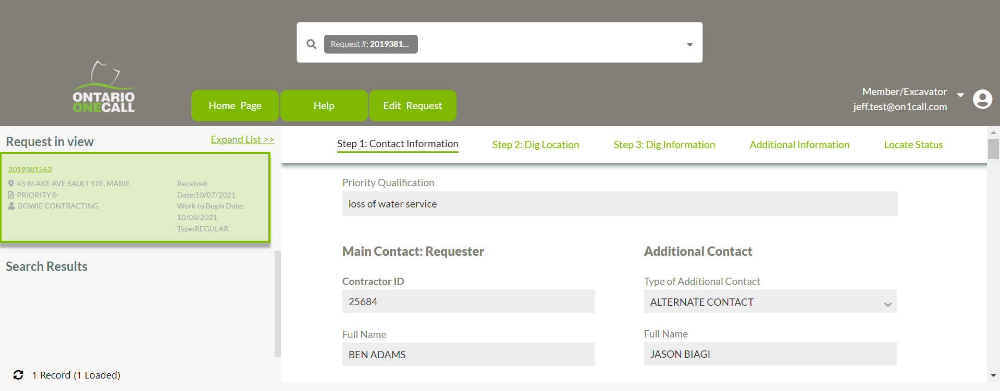 Request #: 2019381...
ONTARIO
ONECALL
Home Page
Help
Edit Request
Member/Excavator
jeff.test@on1call.com
Request in view
Expand List >>
2019381563
45 BLAKE AVE SAULT STE. MARIE
PRIORITY 0
BOWIE CONTRACTING
Received
Date:10/07/2021
Work to Begin Date:
10/08/2021
Type:REGULAR
Search Results
1 Record (1 Loaded)
Step 1: Contact Information
Step 2: Dig Location
Step 3: Dig Information
Additional Information
Locate Status
Priority Qualification
loss of water service
Main Contact: Requester
Contractor ID
25684
Full Name
BEN ADAMS
Additional Contact
Type of Additional Contact
ALTERNATE CONTACT
Full Name
JASON BIAGI